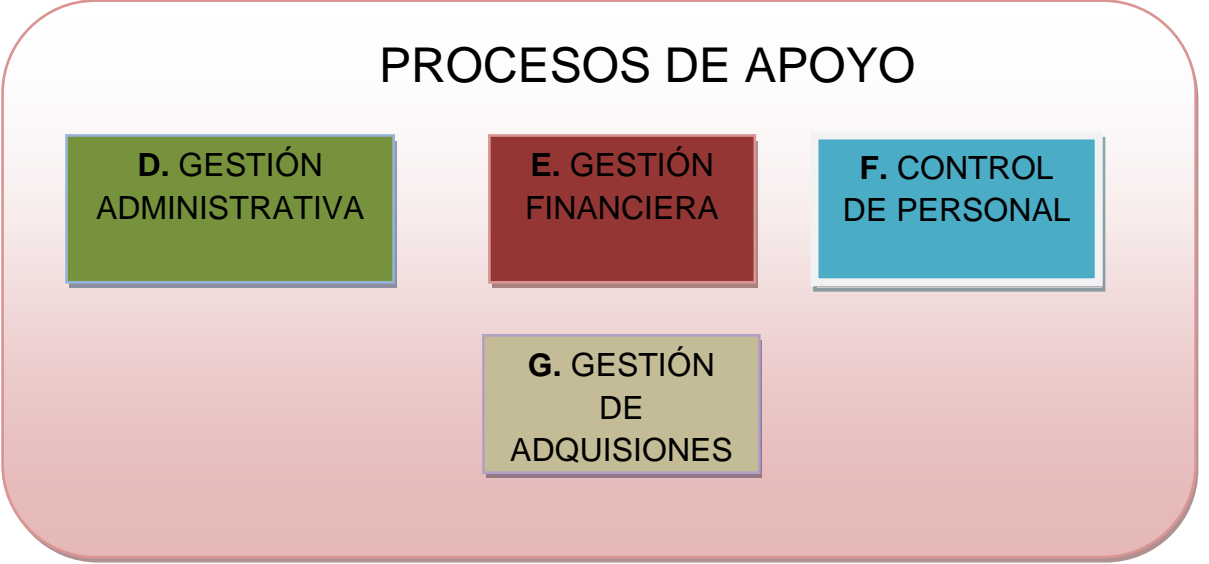 PROCESOS DE APOYO
D. GESTIÓN
ADMINISTRATIVA
E. GESTIÓN
FINANCIERA
F. CONTROL
DE PERSONAL
G. GESTIÓN
DE
ADQUISIONES